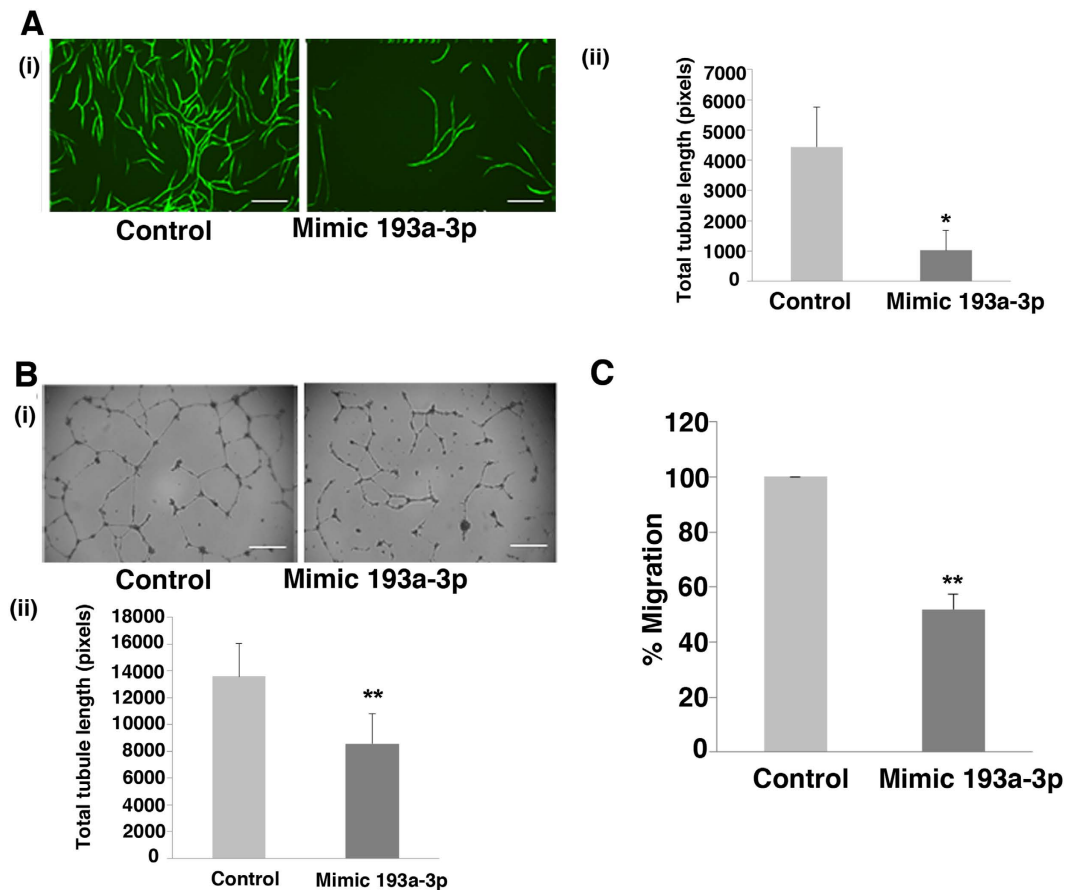 A
(i)
Control
Mimic 193a-3p
(ii)
Total tubule length (pixels)
7000
6000
5000
4000
3000
2000
1000
0
*
Control
Mimic 193a-3p
B
(i)
Control
Mimic 193a-3p
(ii)
Total tubule length (pixels)
18000
16000
14000
12000
10000
8000
6000
4000
2000
0
**
Control
Mimic 193a-3p
C
% Migration
120
100
80
60
40
20
0
**
Control
Mimic 193a-3p